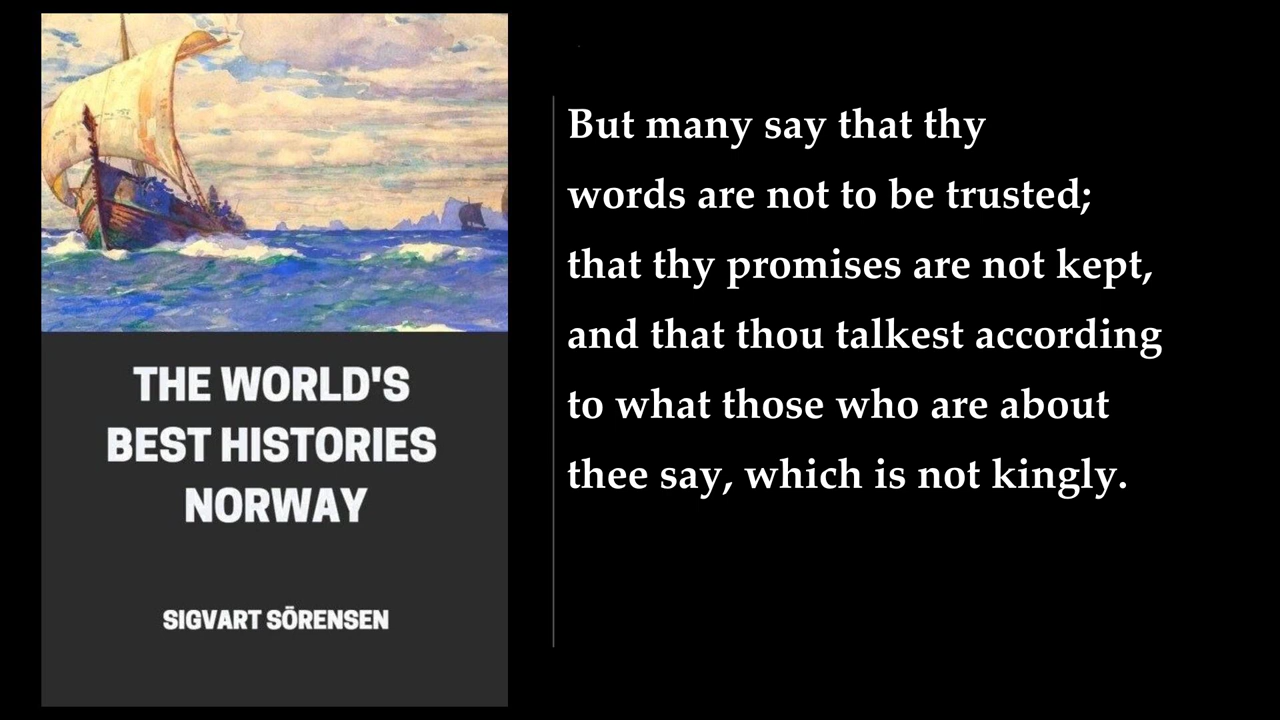 THE WORLD'S
BEST HISTORIES
NORWAY
SIGVART SÖRENSEN
But many say that thy
words are not to be trusted;
that thy promises are not kept,
and that thou talkest according
to what those who are about
thee say, which is not kingly.